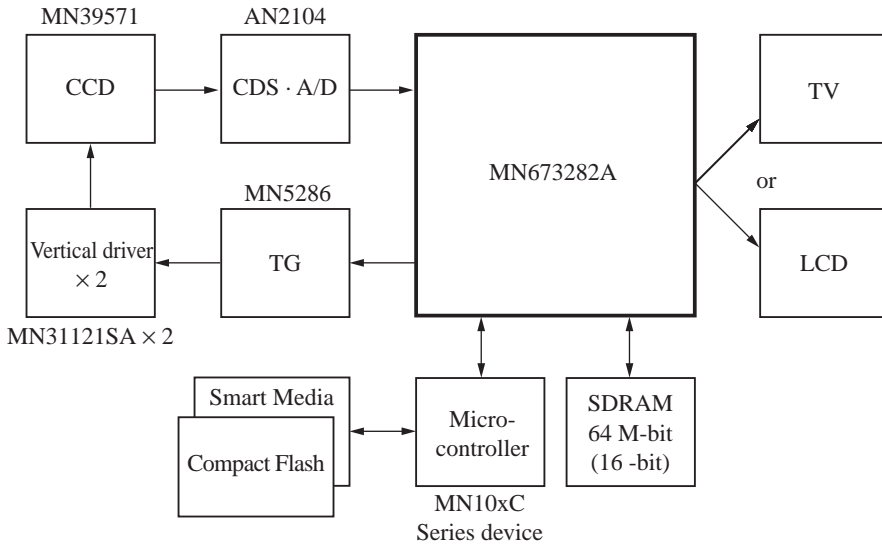 MN39571
AN2104
CCD
CDS · A/D
MN673282A
TV
or
LCD
MN5286
Vertical driver
× 2
TG
MN31121SA × 2
Smart Media
Compact Flash
Micro-
controller
MN10xC
Series device
SDRAM
64 M-bit
(16 -bit)